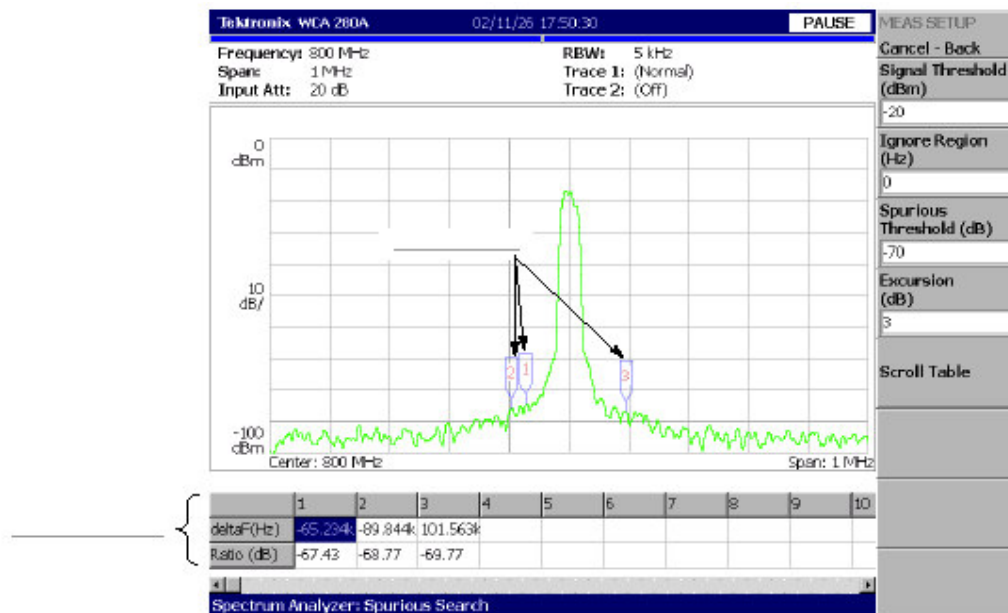 Tektronix WCA 280A 02/11/26 17:50:30 PAUSE
Frequency: 800 MHz RBW: 5 kHz
Span: 1 MHz Trace 1: (Normal)
Input Att: 20 dB Trace 2: (Off)
0
dBm
10
dB/
2 1 3
-100
dBm
Center: 800 MHz Span: 1 MHz
1 2 3 4 5 6 7 8 9 10
deltaF(Hz) -65.234k -89.844k 101.563k
Ratio (dB) -67.43 -68.77 -69.77
Spectrum Analyzer: Spurious Search
MEAS SETUP
Cancel - Back
Signal Threshold
(dBm)
-20
Ignore Region
(Hz)
0
Spurious
Threshold (dB)
-70
Excursion
(dB)
3
Scroll Table